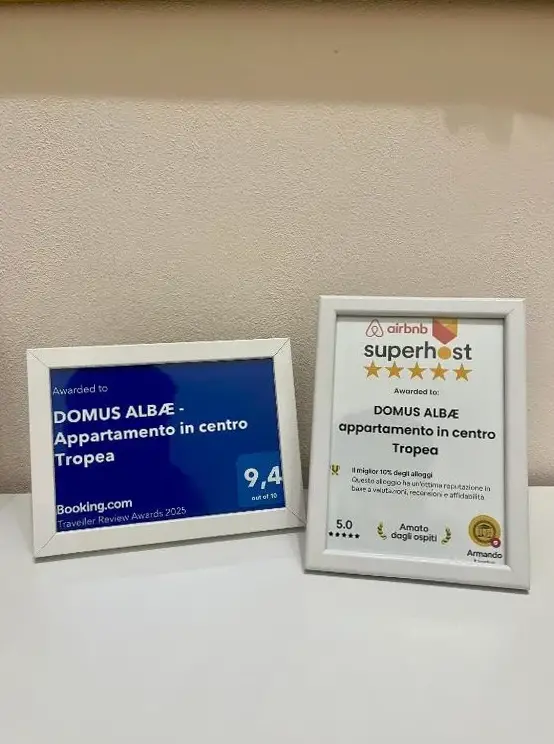 Awarded to
DOMUS ALBÆ -
Appartamento in centro
Tropea
9,4
out of 10
Booking.com
Traveller Review Awards 2025
airbnb
superhost
Awarded to:
DOMUS ALBÆ
appartamento in centro
Tropea
Il miglior 10% degli alloggi
Questo alloggio ha un'ottima reputazione in
base a valutazioni, recensioni e affidabilità.
5.0
Amato
dagli ospiti
Armando